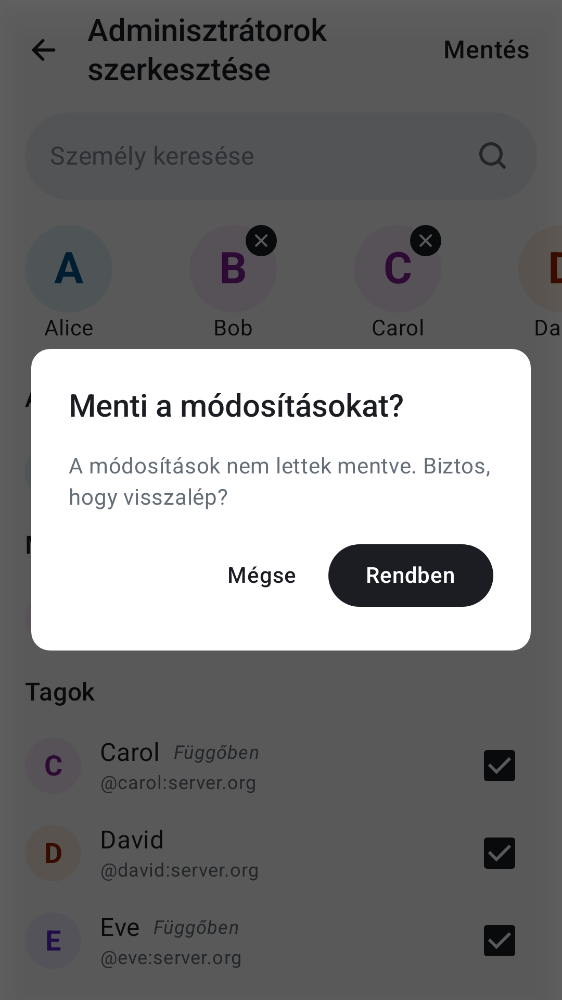 Adminisztrátorok
szerkesztése
Mentés
Személy keresése
A
B
C
D
Alice
Bob
Carol
Da
Menti a módosításokat?
A módosítások nem lettek mentve. Biztos,
hogy visszalép?
Mégse
Rendben
Tagok
C
Carol Függőben
@carol:server.org
D
David
@david:server.org
E
Eve Függőben
@eve:server.org